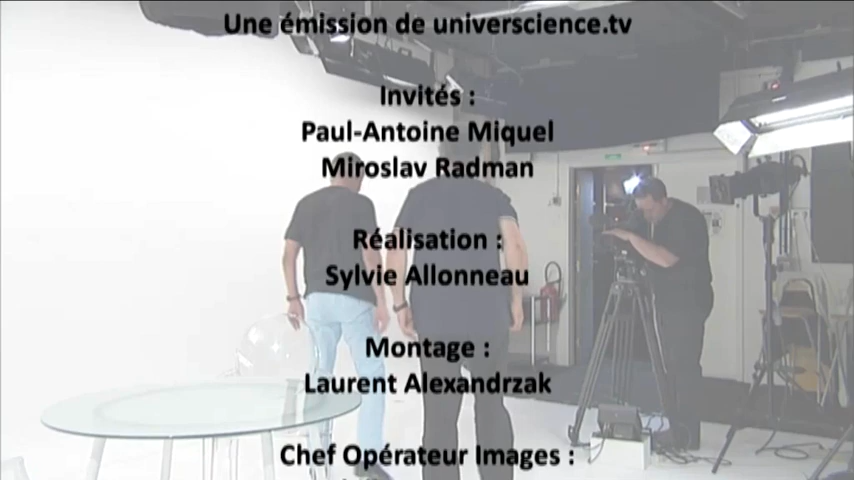 Une émission de universcience.tv
Invités :
Paul-Antoine Miquel
Miroslav Radman
Réalisation :
Sylvie Allonneau
Montage :
Laurent Alexandrzak
Chef Opérateur Images :